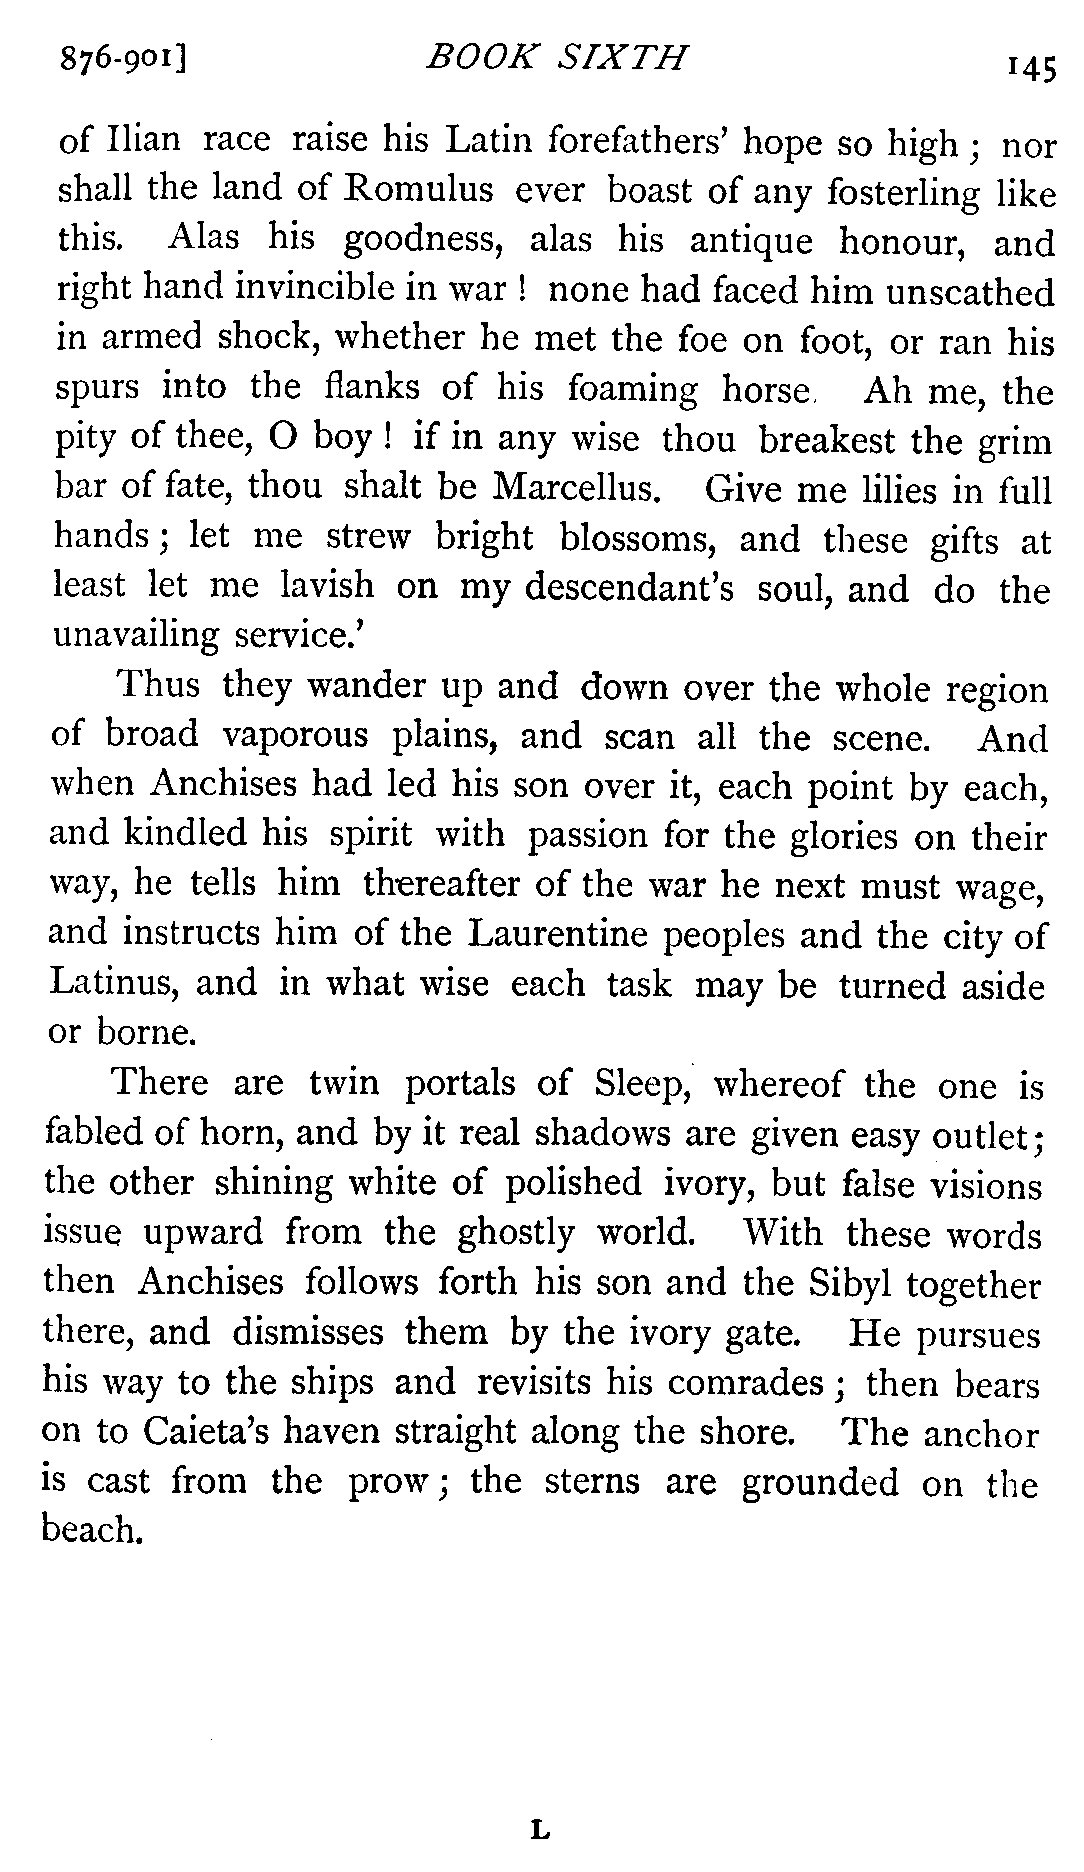 876-901] BOOK SIXTH 145
of Ilian race raise his Latin forefathers' hope so high ; nor
shall the land of Romulus ever boast of any fosterling like
this. Alas his goodness, alas his antique honour, and
right hand invincible in war ! none had faced him unscathed
in armed shock, whether he met the foe on foot, or ran his
spurs into the flanks of his foaming horse. Ah me, the
pity of thee, O boy ! if in any wise thou breakest the grim
bar of fate, thou shalt be Marcellus. Give me lilies in full
hands ; let me strew bright blossoms, and these gifts at
least let me lavish on my descendant's soul, and do the
unavailing service.'
Thus they wander up and down over the whole region
of broad vaporous plains, and scan all the scene. And
when Anchises had led his son over it, each point by each,
and kindled his spirit with passion for the glories on their
way, he tells him thereafter of the war he next must wage,
and instructs him of the Laurentine peoples and the city of
Latinus, and in what wise each task may be turned aside
or borne.
There are twin portals of Sleep, whereof the one is
fabled of horn, and by it real shadows are given easy outlet;
the other shining white of polished ivory, but false visions
issue upward from the ghostly world. With these words
then Anchises follows forth his son and the Sibyl together
there, and dismisses them by the ivory gate. He pursues
his way to the ships and revisits his comrades ; then bears
on to Caieta's haven straight along the shore. The anchor
is cast from the prow ; the sterns are grounded on the
beach.
L